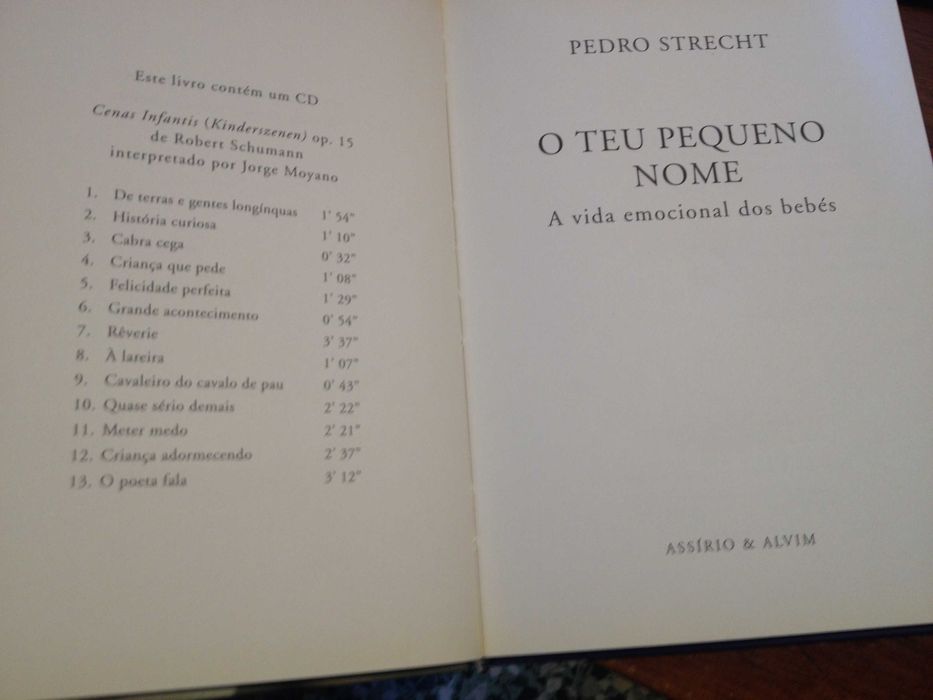 Este livro contém um CD
Cenas Infantis (Kinderszenen) op. 15
de Robert Schumann
interpretado por Jorge Moyano
1. De terras e gentes longínquas 1' 54"
2. História curiosa 1' 10"
3. Cabra cega 0' 32"
4. Criança que pede 1' 08"
5. Felicidade perfeita 1' 29"
6. Grande acontecimento 0' 54"
7. Rêverie 3' 37"
8. À lareira 1' 07"
9. Cavaleiro do cavalo de pau 0' 43"
10. Quase sério demais 2' 22"
11. Meter medo 2' 21"
12. Criança adormecendo 2' 37"
13. O poeta fala 3' 12"
PEDRO STRECHT
O TEU PEQUENO
NOME
A vida emocional dos bebés
ASSÍRIO & ALVIM